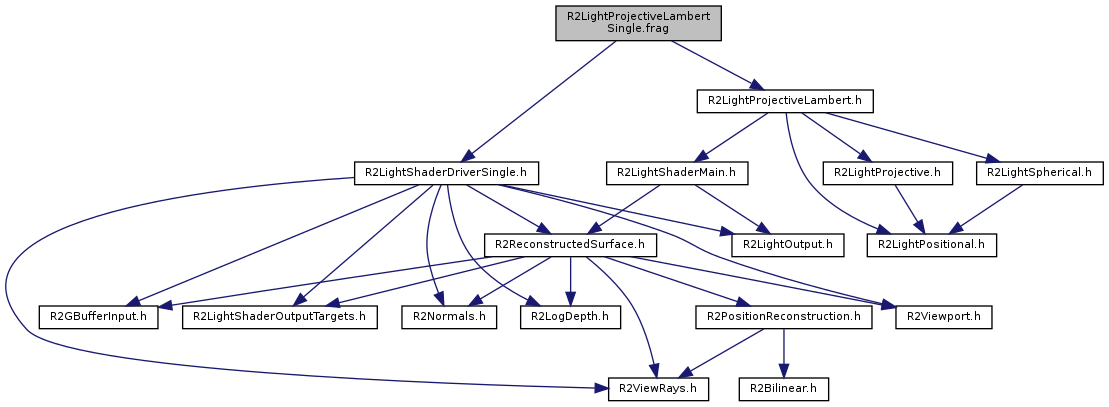 R2LightProjectiveLambert
Single.frag
R2LightProjectiveLambert.h
R2LightShaderDriverSingle.h
R2LightShaderMain.h
R2LightProjective.h
R2LightSpherical.h
R2ReconstructedSurface.h
R2LightOutput.h
R2LightPositional.h
R2GBufferInput.h
R2LightShaderOutputTargets.h
R2Normals.h
R2LogDepth.h
R2PositionReconstruction.h
R2Viewport.h
R2ViewRays.h
R2Bilinear.h